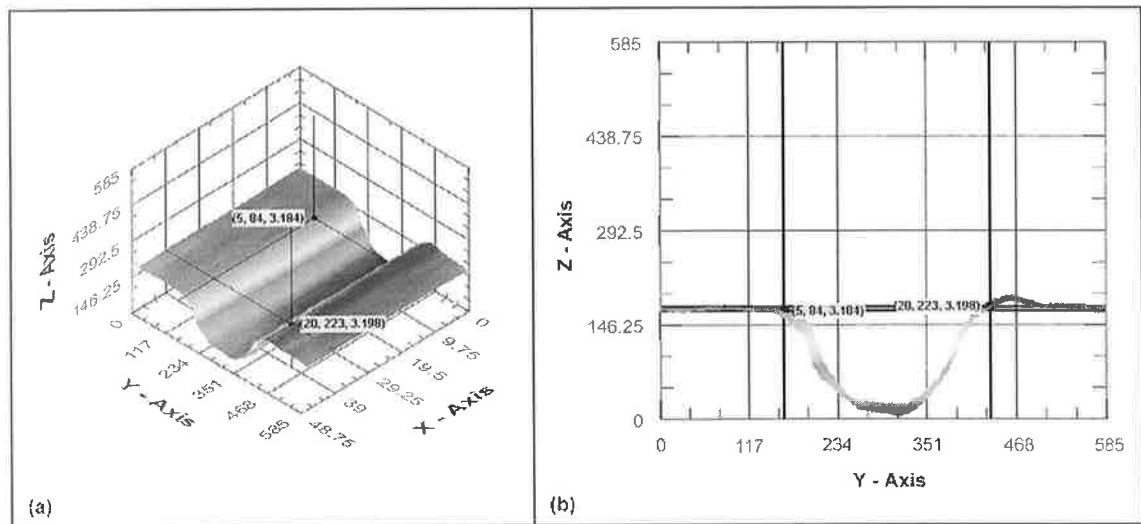 Z - Axis
585
438.75
292.5
146.25
0
117
234
351
468
585
Y - Axis
0
9.75
19.5
29.25
39
48.75
X - Axis
(5, 84, 3.184)
(20, 223, 3.198)
(a)
Z - Axis
585
438.75
292.5
146.25
0
(5, 84, 3.184)
(20, 223, 3.198)
0
117
234
351
468
585
Y - Axis
(b)